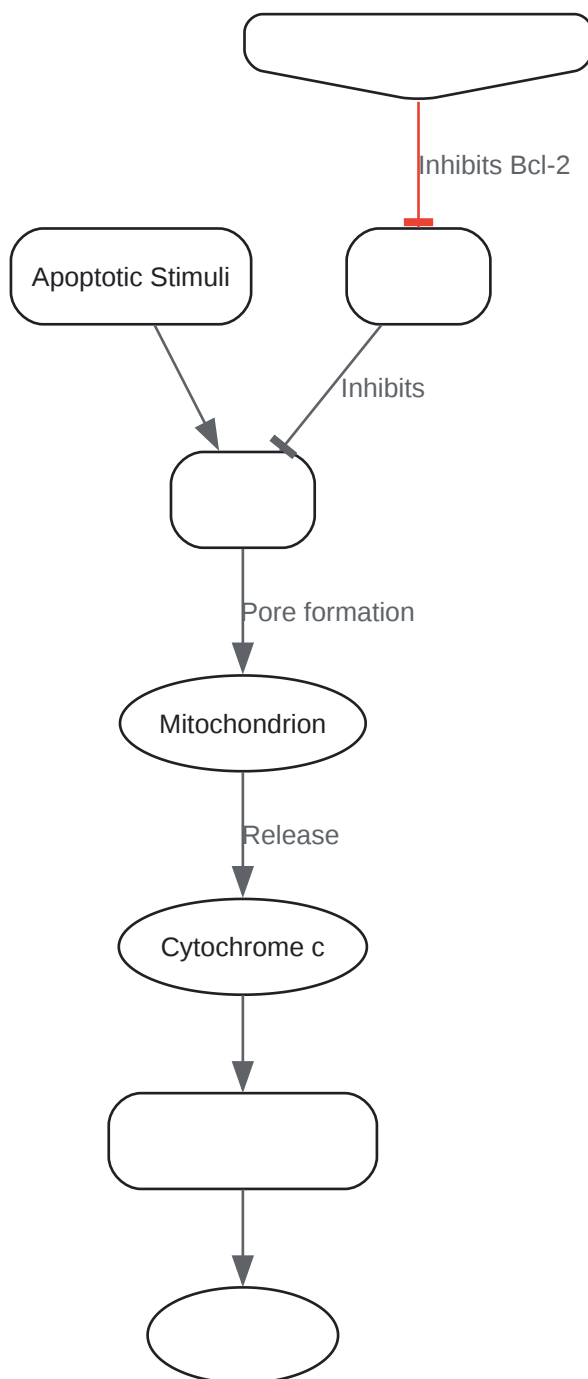 Inhibits Bcl-2
Apoptotic Stimuli
Inhibits
Pore formation
Mitochondrion
Release
Cytochrome c